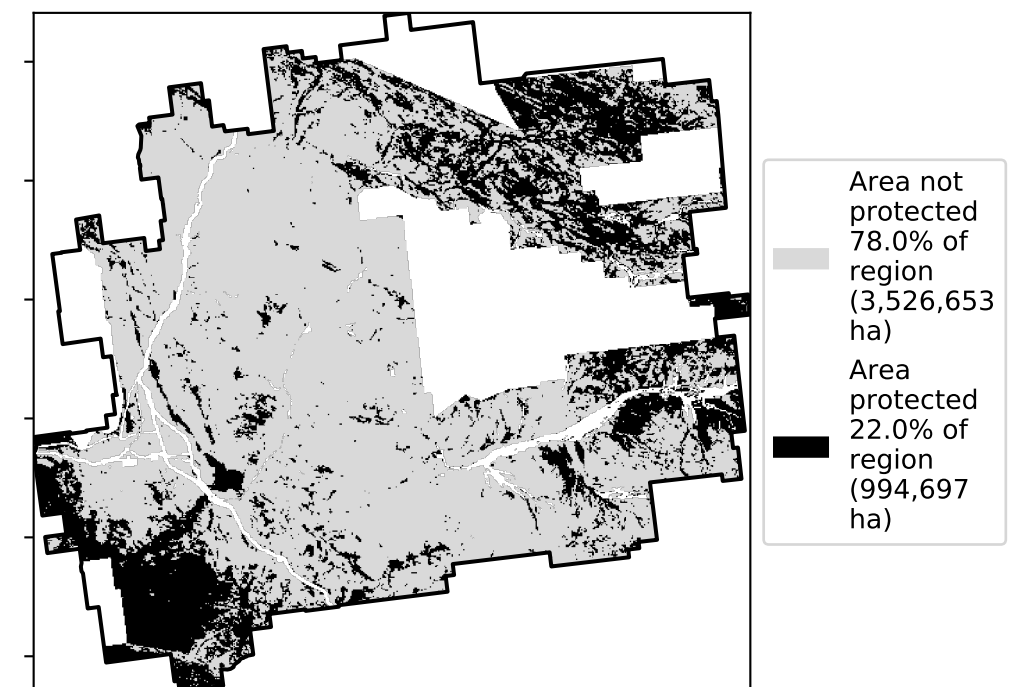 Area not
protected
78.0% of
region
(3,526,653
ha)
Area
protected
22.0% of
region
(994,697
ha)